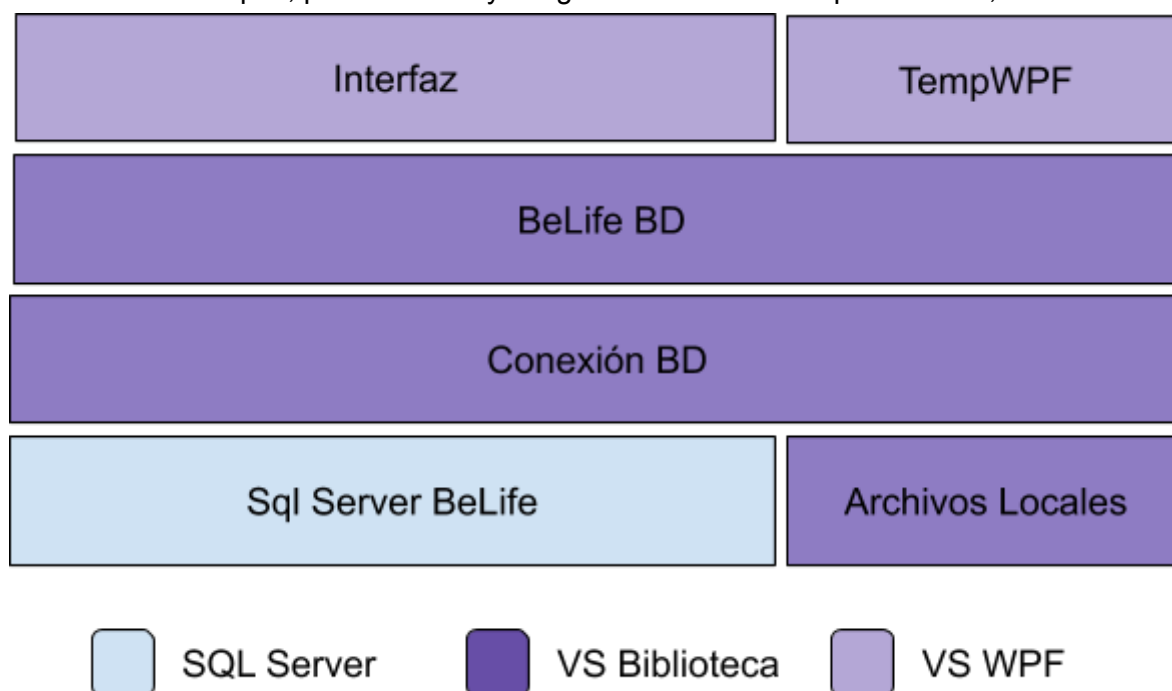 Interfaz TempWPF
BeLife BD
Conexión BD
Sql Server BeLife Archivos Locales
SQL Server VS Biblioteca VS WPF